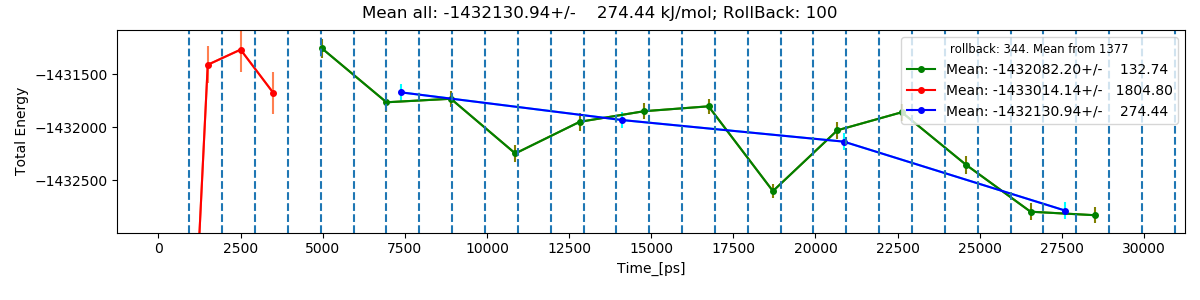 Mean all: -1432130.94+/-    274.44 kJ/mol; RollBack: 100
rollback: 344. Mean from 1377
Mean: -1432082.20+/-    132.74
Mean: -1433014.14+/-   1804.80
Mean: -1432130.94+/-    274.44
Total Energy
−1431500
−1432000
−1432500
0 2500 5000 7500 10000 12500 15000 17500 20000 22500 25000 27500 30000
Time_[ps]